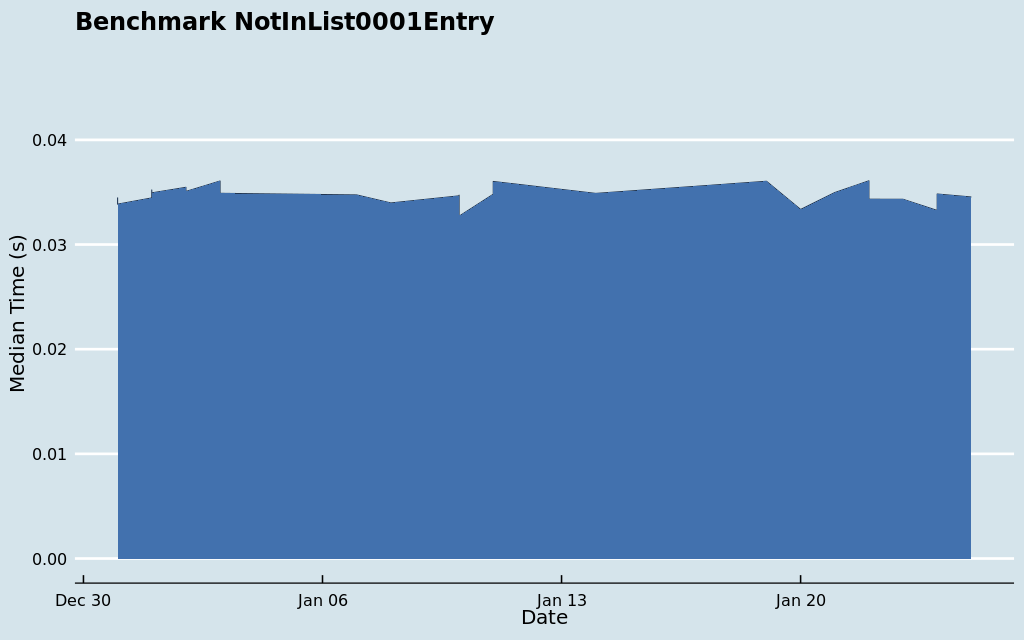 Benchmark NotInList0001Entry
0.04
0.03
0.02
0.01
0.00
Median Time (s)
Dec 30
Jan 06
Jan 13
Jan 20
Date